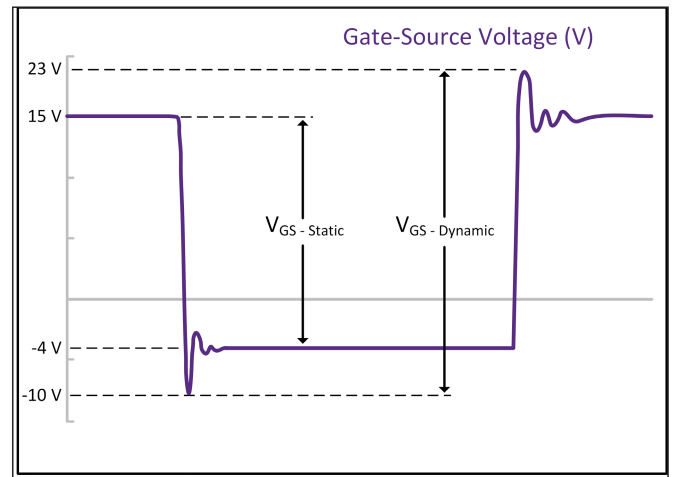 Gate-Source Voltage (V)
23 V
15 V
VGS - Static
VGS - Dynamic
-4 V
-10 V